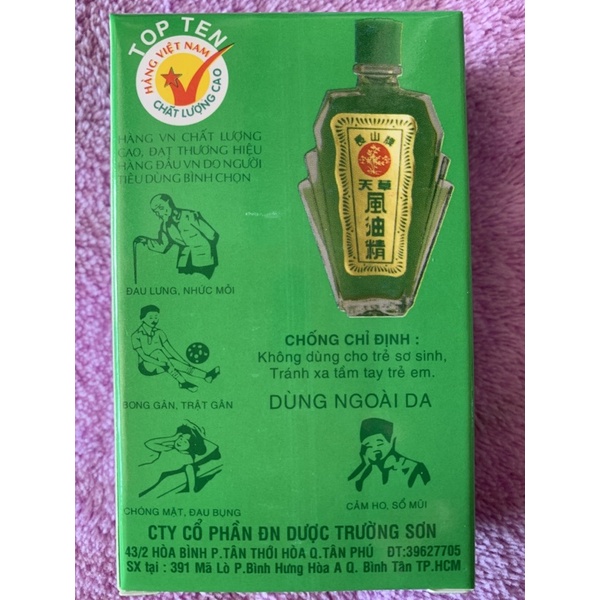 TOP TEN
HÀNG VIỆT NAM
CHẤT LƯỢNG CAO
HÀNG VN CHẤT LƯỢNG
CAO, ĐẠT THƯƠNG HIỆU
HÀNG ĐẦU VN DO NGƯỜI
TIÊU DÙNG BÌNH CHỌN
長山牌
天草
風油精
ĐAU LƯNG, NHỨC MỎI
CHỐNG CHỈ ĐỊNH :
Không dùng cho trẻ sơ sinh,
Tránh xa tầm tay trẻ em.
BONG GÂN, TRẬT GÂN
DÙNG NGOÀI DA
CHÓNG MẶT, ĐAU BỤNG
CẢM HO, SỔ MŨI
CTY CỔ PHẦN ĐN DƯỢC TRƯỜNG SƠN
43/2 HÒA BÌNH P.TÂN THỚI HÒA Q.TÂN PHÚ ĐT:39627705
SX tại : 391 Mã Lò P.Bình Hưng Hòa A Q. Bình Tân TP.HCM